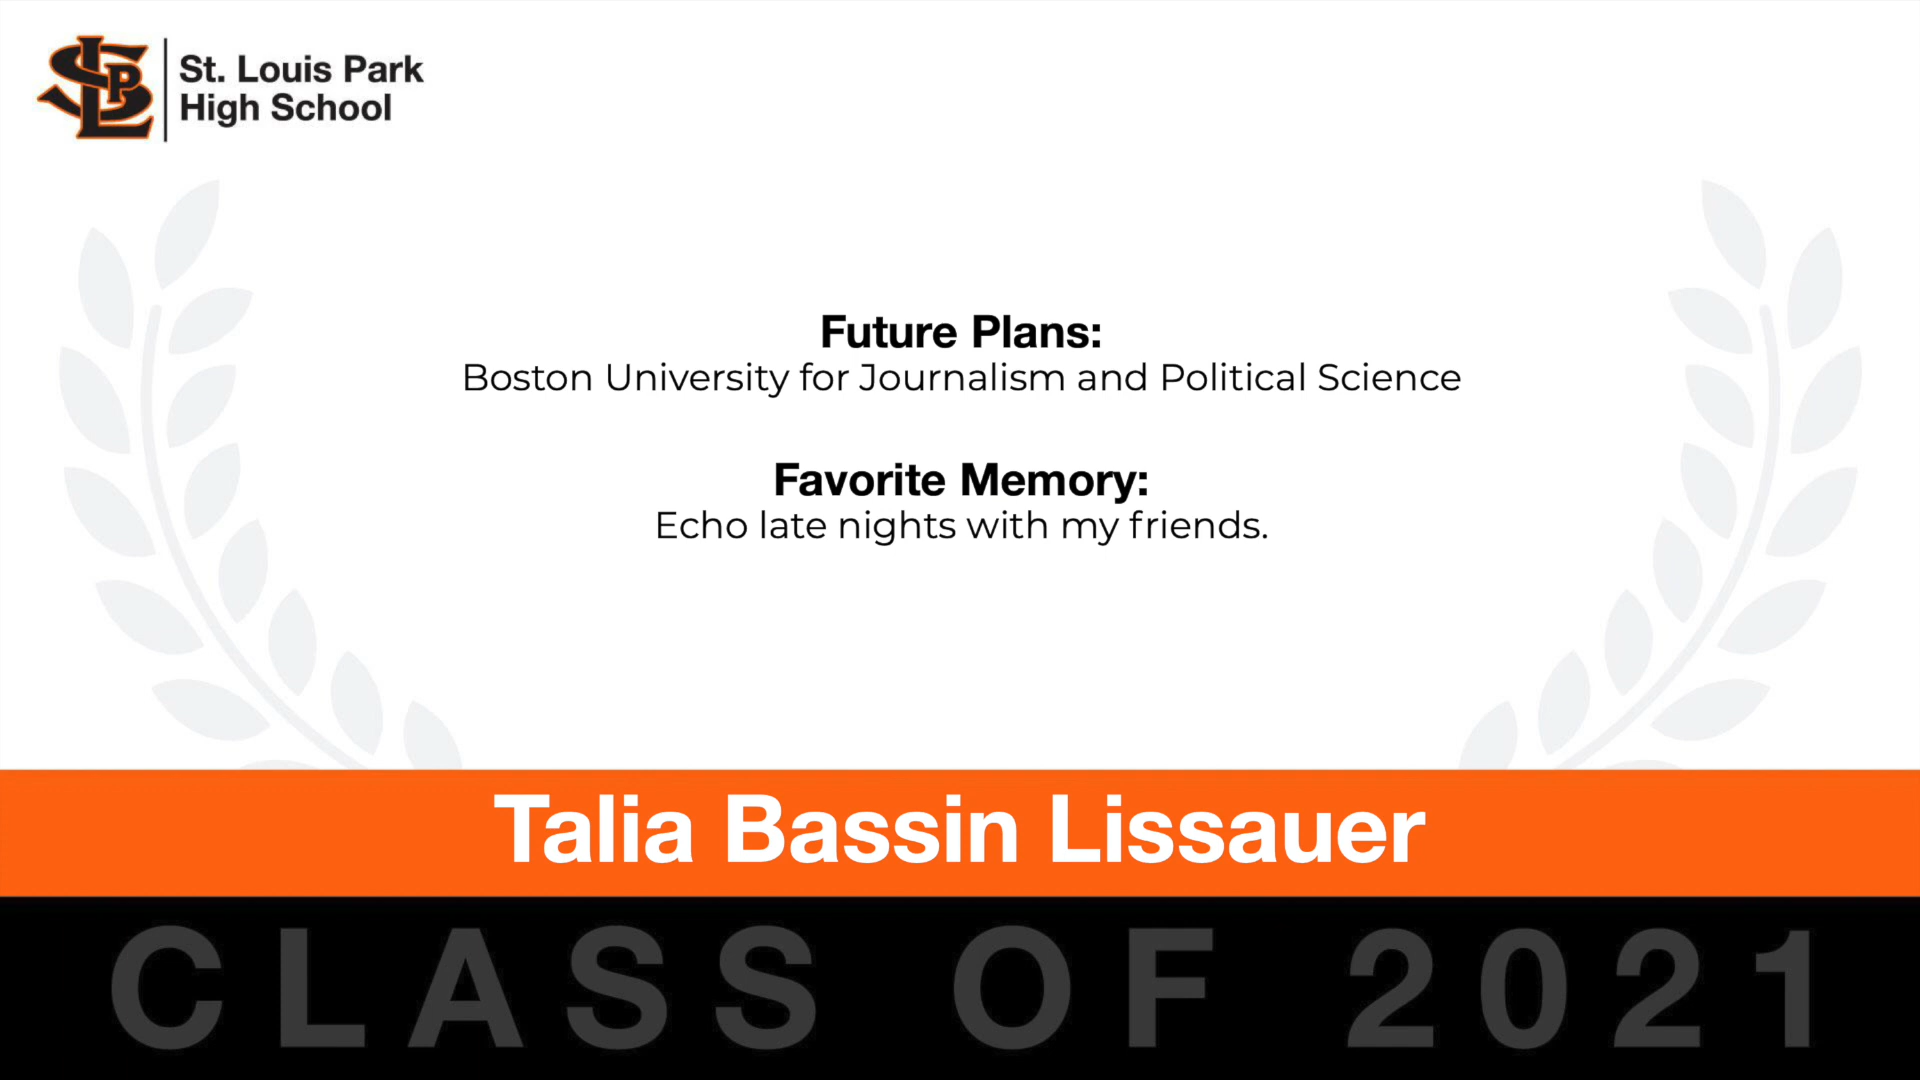 SLP
St. Louis Park
High School
Future Plans:
Boston University for Journalism and Political Science
Favorite Memory:
Echo late nights with my friends.
Talia Bassin Lissauer
CLASS OF 2021